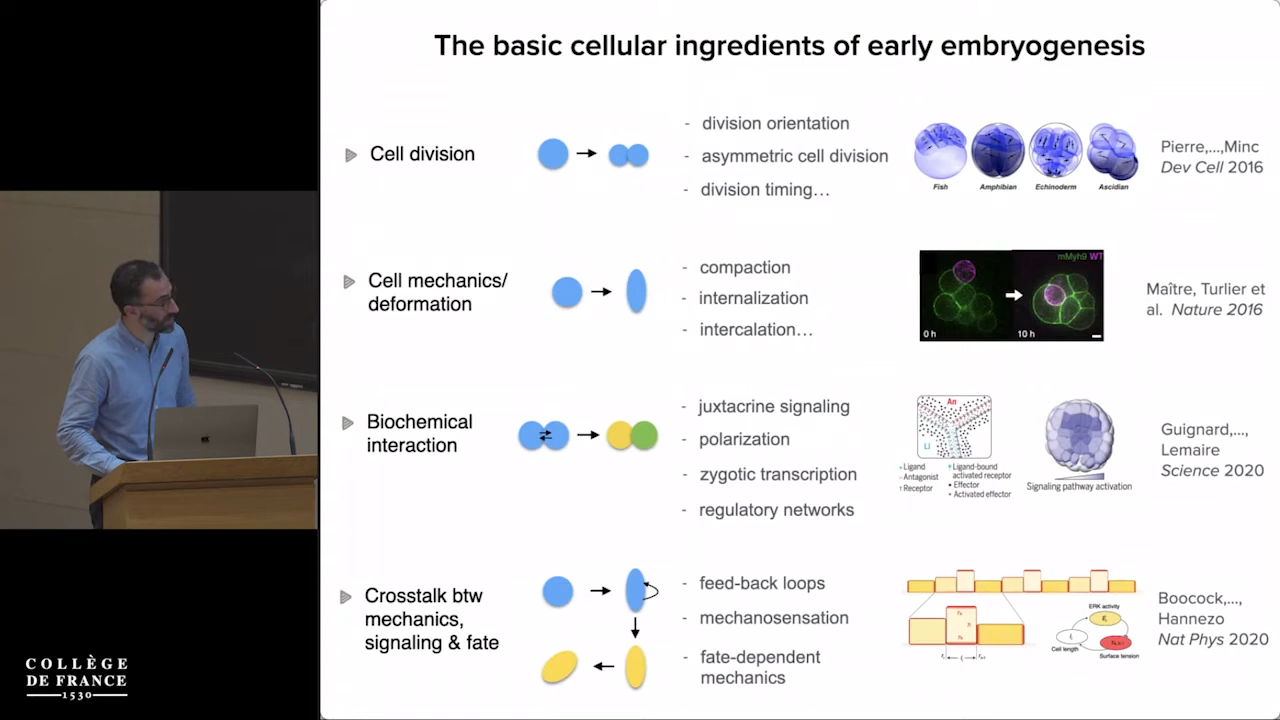 The basic cellular ingredients of early embryogenesis
Cell division
- division orientation
- asymmetric cell division
- division timing…
Fish
Amphibian
Echinoderm
Ascidian
Pierre,...,Minc
Dev Cell 2016
Cell mechanics/
deformation
- compaction
- internalization
- intercalation…
mMyh9 WT
0 h
10 h
Maître, Turlier et
al. Nature 2016
Biochemical
interaction
- juxtacrine signaling
- polarization
- zygotic transcription
- regulatory networks
An
Li
Ligand
Antagonist
Receptor
Ligand-bound
activated receptor
Effector
Activated effector
Signaling pathway activation
Guignard,...,
Lemaire
Science 2020
Crosstalk btw
mechanics,
signaling & fate
- feed-back loops
- mechanosensation
- fate-dependent
mechanics
ERK activity
Cell length
Surface tension
Boocock,...,
Hannezo
Nat Phys 2020
COLLÈGE
DE FRANCE
1530